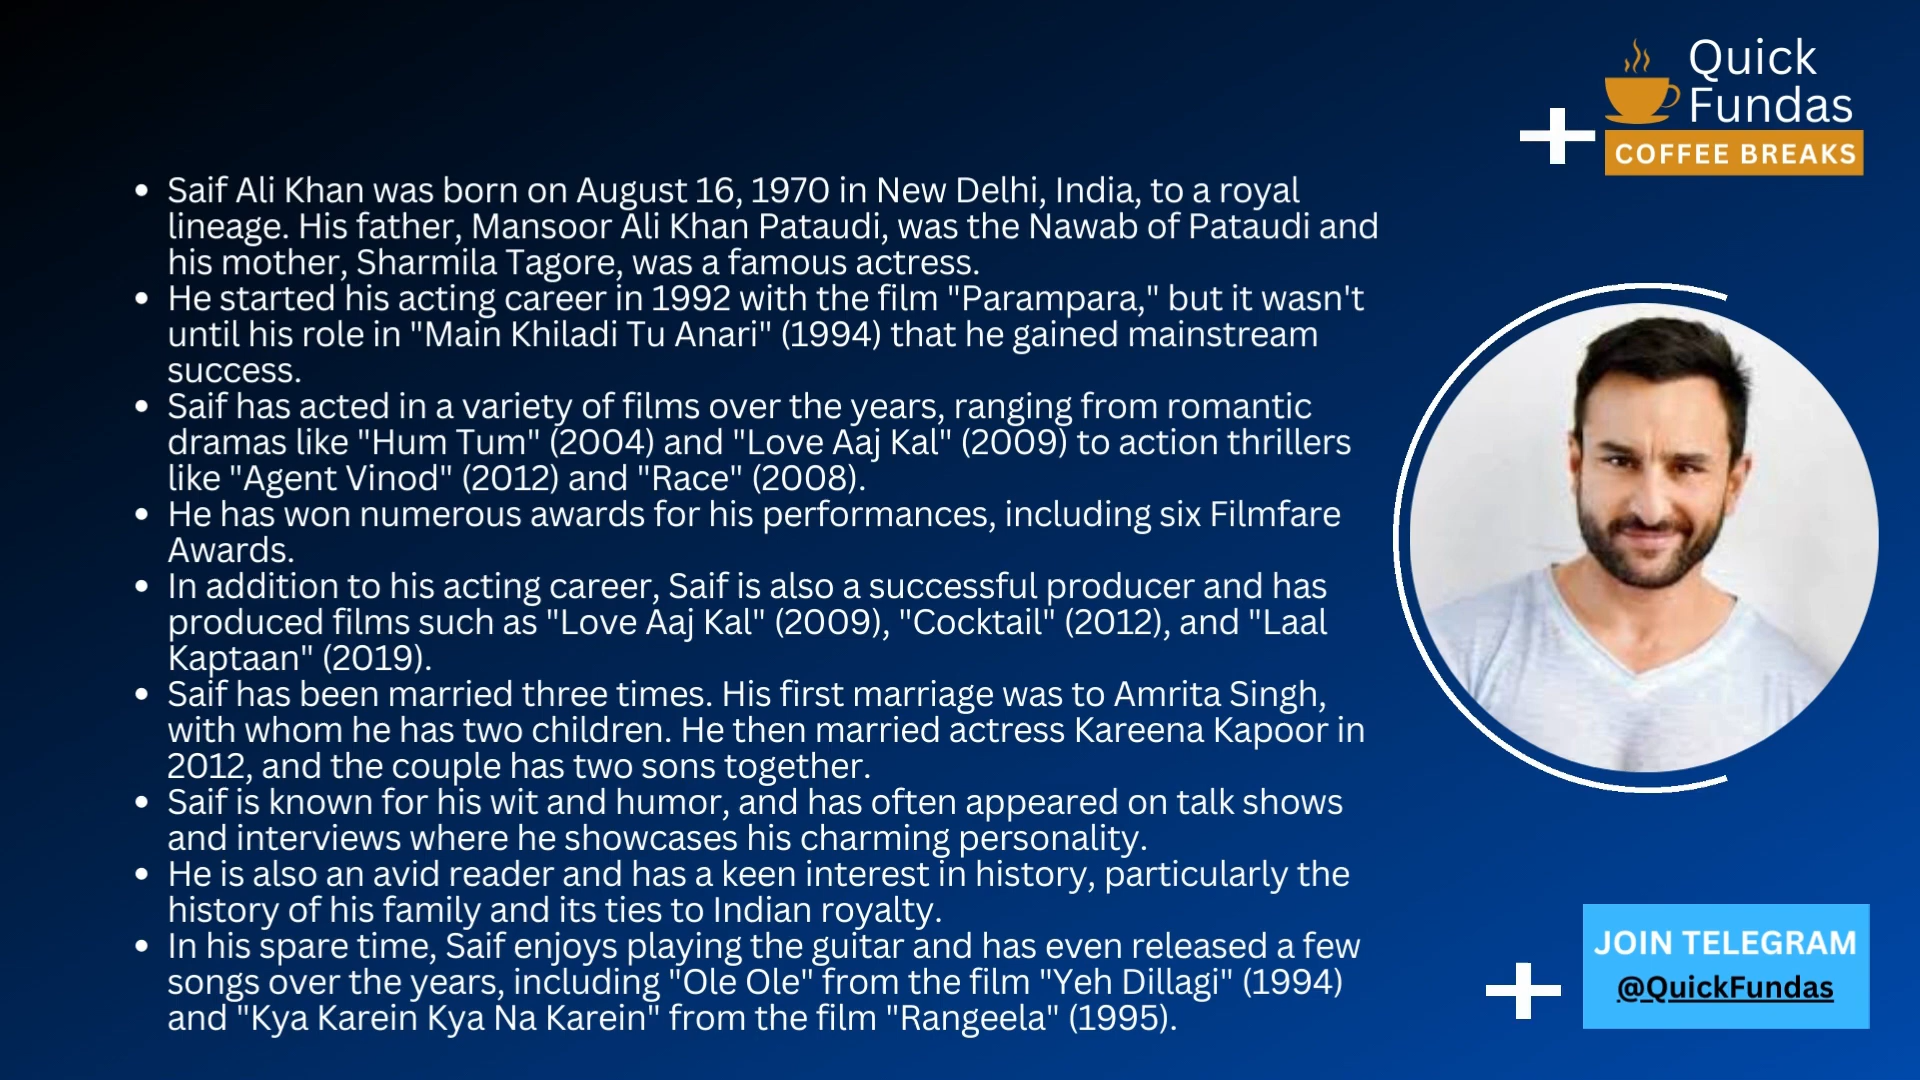 Quick
Fundas
COFFEE BREAKS
• Saif Ali Khan was born on August 16, 1970 in New Delhi, India, to a royal
lineage. His father, Mansoor Ali Khan Pataudi, was the Nawab of Pataudi and
his mother, Sharmila Tagore, was a famous actress.
• He started his acting career in 1992 with the film "Parampara," but it wasn't
until his role in "Main Khiladi Tu Anari" (1994) that he gained mainstream
success.
• Saif has acted in a variety of films over the years, ranging from romantic
dramas like "Hum Tum" (2004) and "Love Aaj Kal" (2009) to action thrillers
like "Agent Vinod" (2012) and "Race" (2008).
• He has won numerous awards for his performances, including six Filmfare
Awards.
• In addition to his acting career, Saif is also a successful producer and has
produced films such as "Love Aaj Kal" (2009), "Cocktail" (2012), and "Laal
Kaptaan" (2019).
• Saif has been married three times. His first marriage was to Amrita Singh,
with whom he has two children. He then married actress Kareena Kapoor in
2012, and the couple has two sons together.
• Saif is known for his wit and humor, and has often appeared on talk shows
and interviews where he showcases his charming personality.
• He is also an avid reader and has a keen interest in history, particularly the
history of his family and its ties to Indian royalty.
• In his spare time, Saif enjoys playing the guitar and has even released a few
songs over the years, including "Ole Ole" from the film "Yeh Dillagi" (1994)
and "Kya Karein Kya Na Karein" from the film "Rangeela" (1995).
JOIN TELEGRAM
@QuickFundas